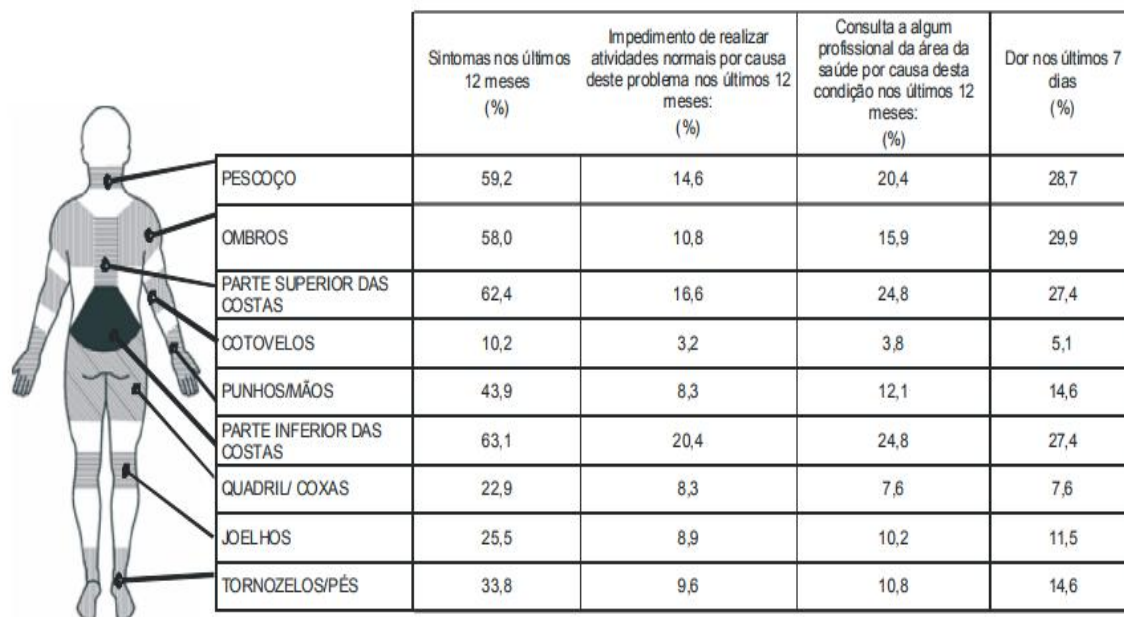 Sintomas nos últimos
12 meses
(%)
Impedimento de realizar
atividades normais por causa
deste problema nos últimos 12
meses:
(%)
Consulta a algum
profissional da área da
saúde por causa desta
condição nos últimos 12
meses:
(%)
Dor nos últimos 7
dias
(%)
PESCOÇO 59,2 14,6 20,4 28,7
OMBROS 58,0 10,8 15,9 29,9
PARTE SUPERIOR DAS
COSTAS 62,4 16,6 24,8 27,4
COTOVELOS 10,2 3,2 3,8 5,1
PUNHOS/MÃOS 43,9 8,3 12,1 14,6
PARTE INFERIOR DAS
COSTAS 63,1 20,4 24,8 27,4
QUADRIL/ COXAS 22,9 8,3 7,6 7,6
JOELHOS 25,5 8,9 10,2 11,5
TORNOZELOS/PÉS 33,8 9,6 10,8 14,6